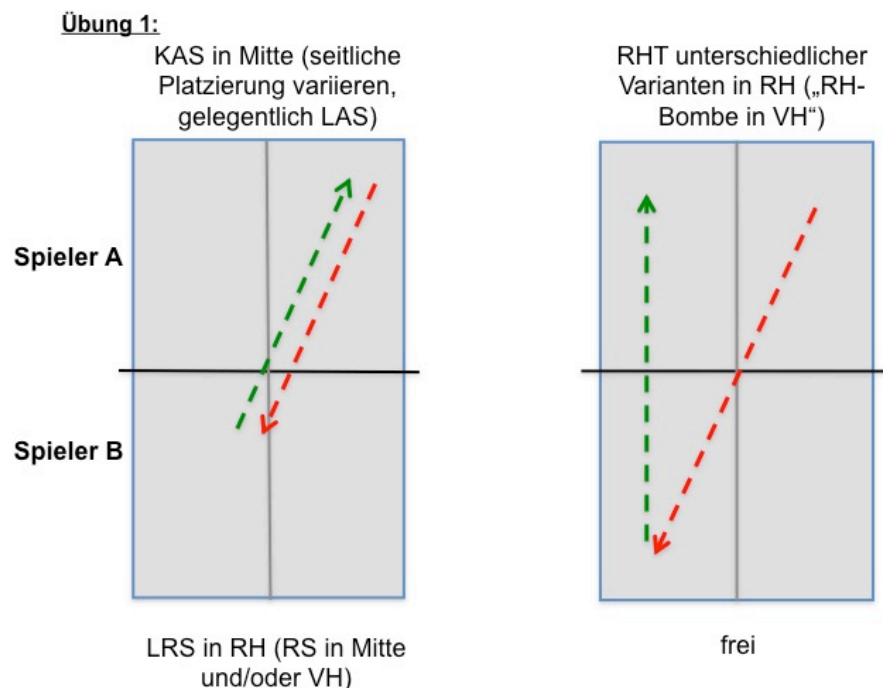 Übung 1:
KAS in Mitte (seitliche
Platzierung variieren,
gelegentlich LAS)
RHT unterschiedlicher
Varianten in RH („RH-
Bombe in VH“)
Spieler A
Spieler B
LRS in RH (RS in Mitte
und/oder VH)
frei